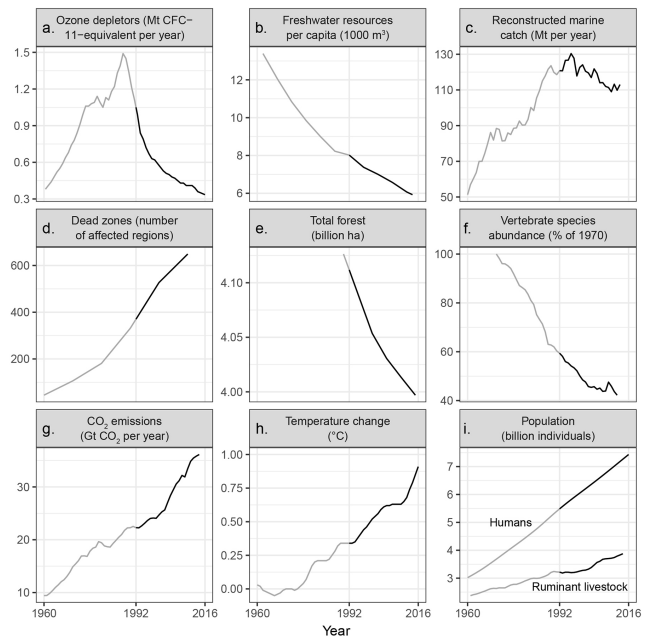 a. Ozone depletors (Mt CFC−
11−equivalent per year)
1.5
1.2
0.9
0.6
0.3
b. Freshwater resources
per capita (1000 m³)
12
10
8
6
c. Reconstructed marine
catch (Mt per year)
130
110
90
70
50
d. Dead zones (number
of affected regions)
600
400
200
e. Total forest
(billion ha)
4.10
4.05
4.00
f. Vertebrate species
abundance (% of 1970)
100
80
60
40
g. CO₂ emissions
(Gt CO₂ per year)
30
20
10
1960 1992 2016
h. Temperature change
(°C)
1.00
0.75
0.50
0.25
0.00
1960 1992 2016
i. Population
(billion individuals)
7
6
5
4
3
Humans
Ruminant livestock
1960 1992 2016
Year